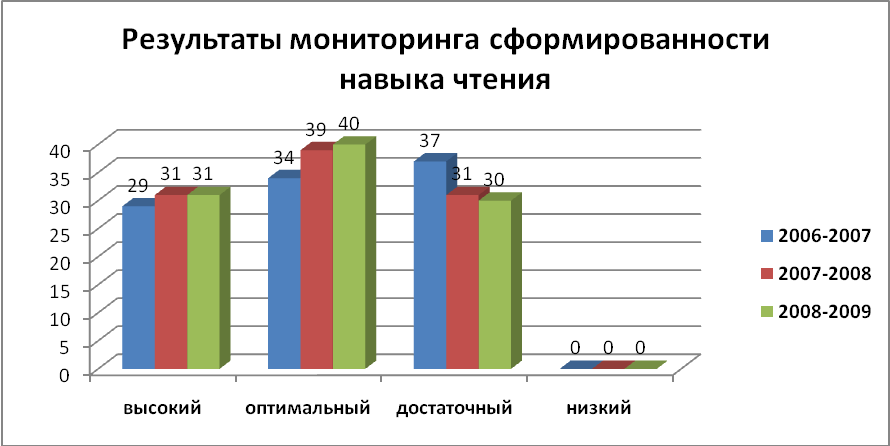 Результаты мониторинга сформированности
навыка чтения
40
35
30
25
20
15
10
5
0
29 31 31
34 39 40
37 31 30
0 0 0
высокий оптимальный достаточный низкий
2006-2007
2007-2008
2008-2009